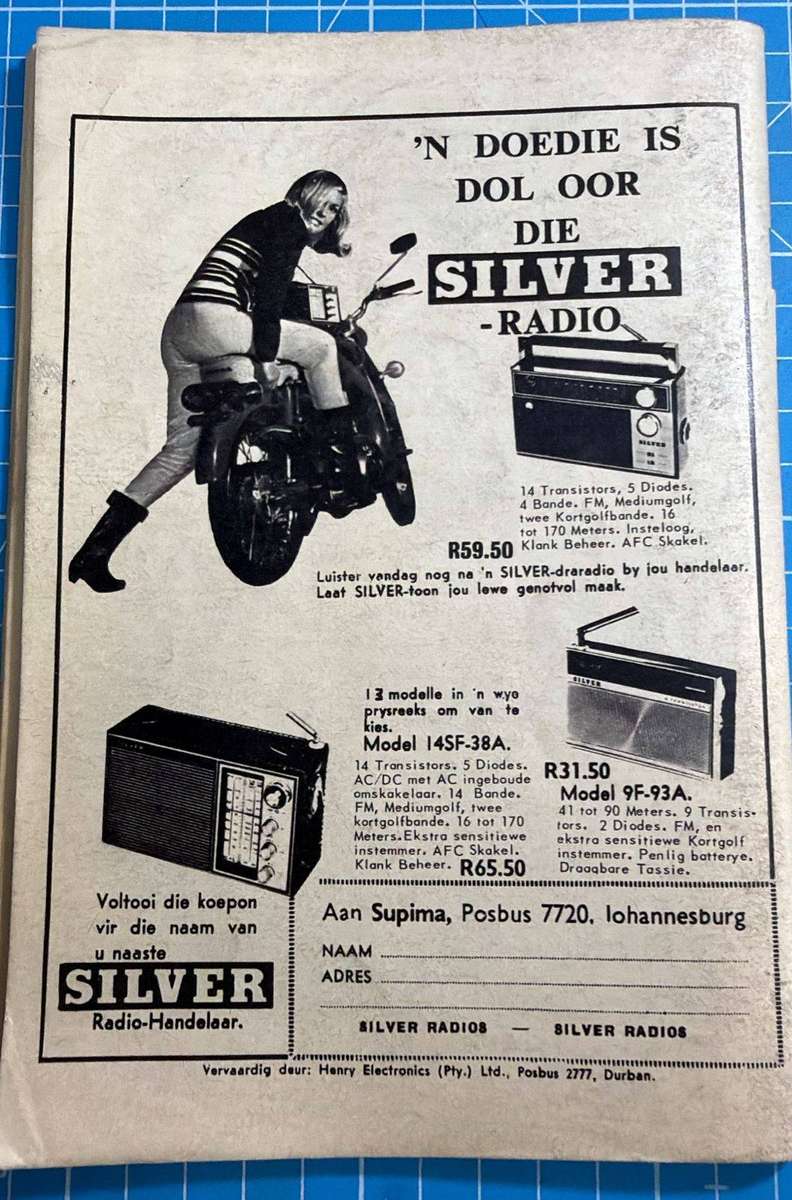 'N DOEDIE IS
DOL OOR
DIE
SILVER
-RADIO
SILVER
14 Transistors, 5 Diodes.
4 Bande. FM, Mediumgolf,
twee Kortgolfbande. 16
tot 170 Meters. Insteloog,
Klank Beheer. AFC Skakel.
R59.50
Luister vandag nog na 'n SILVER-draradio by jou handelaar.
Laat SILVER-toon jou lewe genotvol maak.
13 modelle in 'n wye
prysreeks om van te
kies.
Model 14SF-38A.
14 Transistors. 5 Diodes.
AC/DC met AC ingeboude
omskakelaar. 14 Bande.
FM, Mediumgolf, twee
kortgolfbande. 16 tot 170
Meters. Ekstra sensitiewe
instemmer. AFC Skakel.
Klank Beheer. R65.50
SILVER
R31.50
Model 9F-93A.
41 tot 90 Meters. 9 Transis-
tors. 2 Diodes. FM, en
ekstra sensitiewe Kortgolf
instemmer. Penlig batterye.
Draagbare Tassie.
Voltooi die koepon
vir die naam van
u naaste
SILVER
Radio-Handelaar.
Aan Supima, Posbus 7720, Iohannesburg
NAAM
ADRES
SILVER RADIOS — SILVER RADIOS
Vervaardig deur: Henry Electronics (Pty.) Ltd., Posbus 2777, Durban.